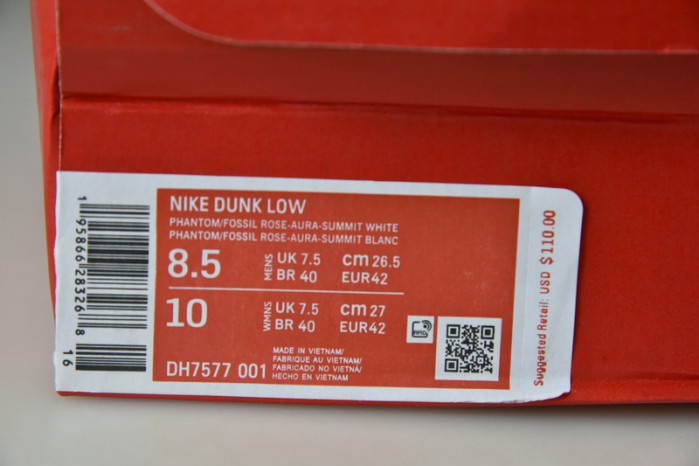 NIKE DUNK LOW
PHANTOM/FOSSIL ROSE-AURA-SUMMIT WHITE
PHANTOM/FOSSIL ROSE-AURA-SUMMIT BLANC
8.5 MENS UK 7.5 cm 26.5
BR 40 EUR42
10 WMNS UK 7.5 cm 27
BR 40 EUR42
DH7577 001
MADE IN VIETNAM/
FABRIQUE AU VIETNAM/
FABRICADO NO VIETNÃ/
HECHO EN VIETNAM
1 95866 28326 8
16
Suggested Retail: USD $110.00